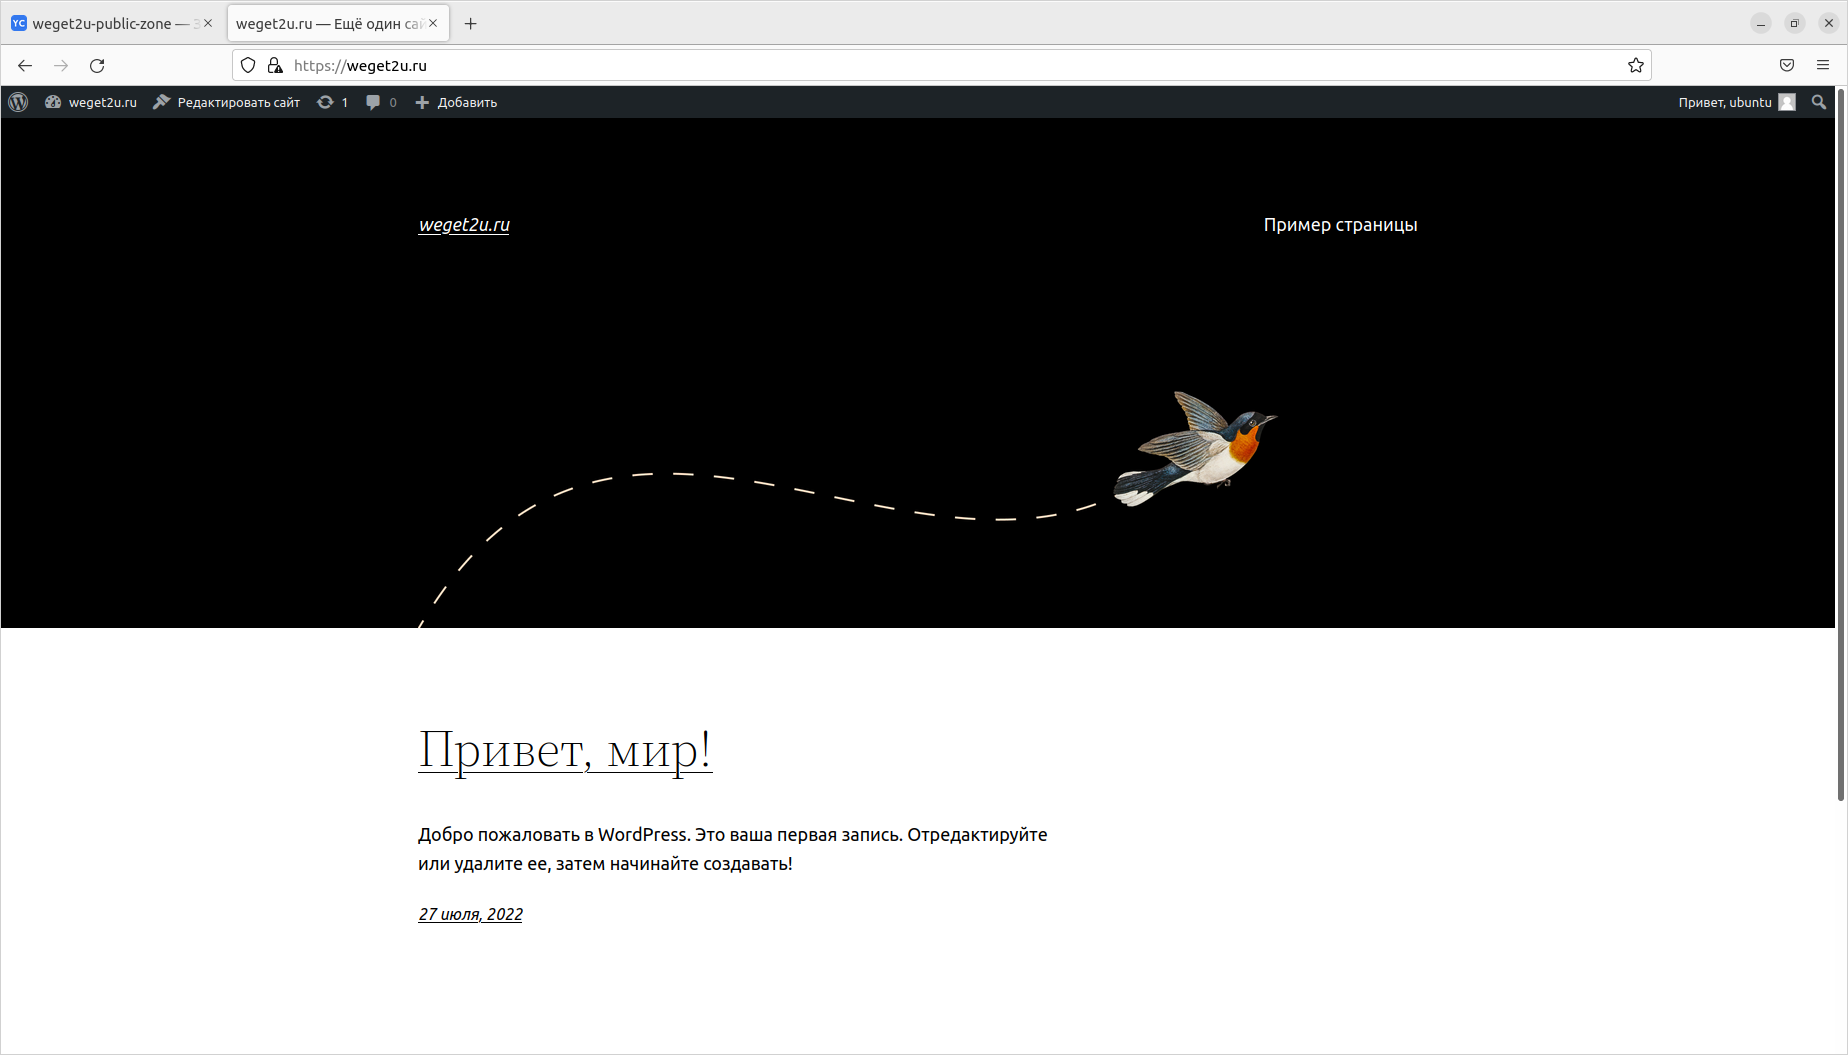 YC weget2u-public-zone —
weget2u.ru — Ещё один сай
https://weget2u.ru
weget2u.ru
Редактировать сайт
1
0
Добавить
Привет, ubuntu
weget2u.ru
Пример страницы
Привет, мир!
Добро пожаловать в WordPress. Это ваша первая запись. Отредактируйте
или удалите ее, затем начинайте создавать!
27 июля, 2022